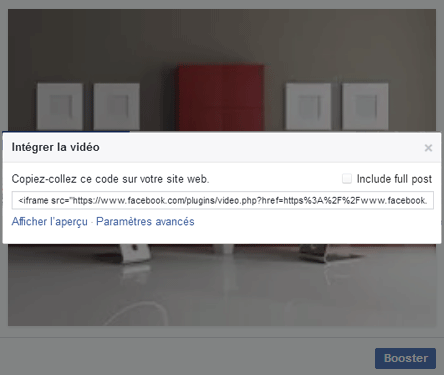 Intégrer la vidéo
Copiez-collez ce code sur votre site web.
Include full post
<iframe src="https://www.facebook.com/plugins/video.php?href=https%3A%2F%2Fwww.facebook.
Afficher l'aperçu · Paramètres avancés
Booster